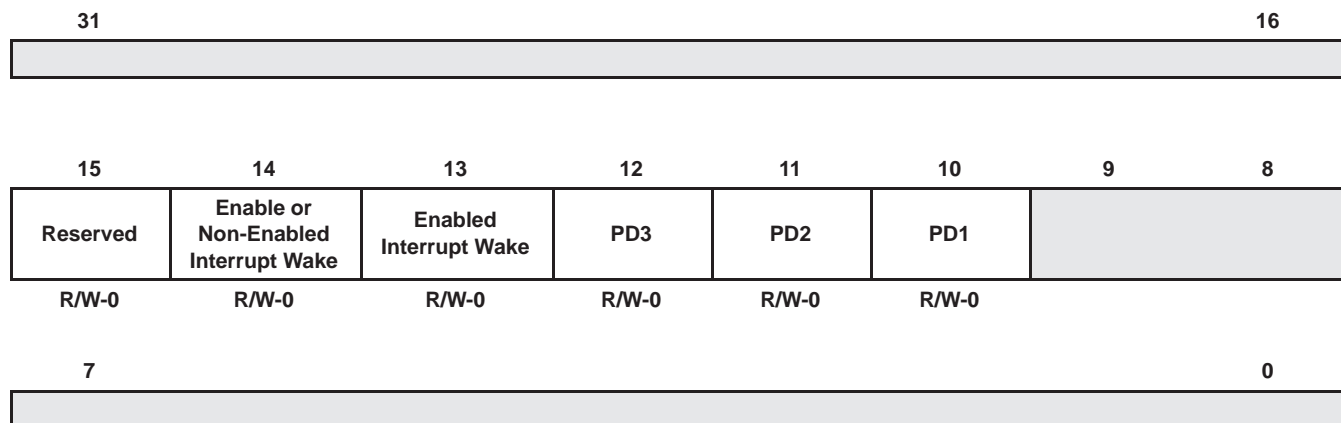 31 16
15 14 13 12 11 10 9 8
Reserved
Enable or
Non-Enabled
Interrupt Wake
Enabled
Interrupt Wake
PD3
PD2
PD1
R/W-0 R/W-0 R/W-0 R/W-0 R/W-0 R/W-0
7 0